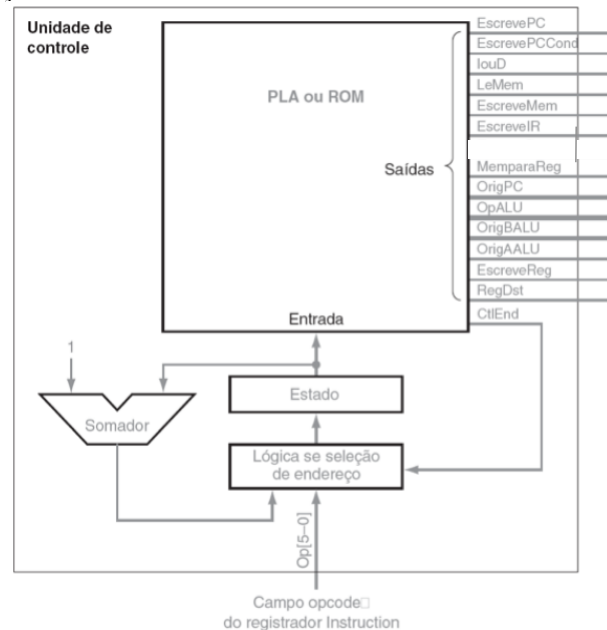 Unidade de
controle
PLA ou ROM
Saídas
EscrevePC
EscrevePCCond
IouD
LeMem
EscreveMem
EscreveIR
MemparaReg
OrigPC
OpALU
OrigBALU
OrigAALU
EscreveReg
RegDst
CtlEnd
Entrada
1
Somador
Estado
Lógica se seleção
de endereço
Op[5–0]
Campo opcode
do registrador Instruction